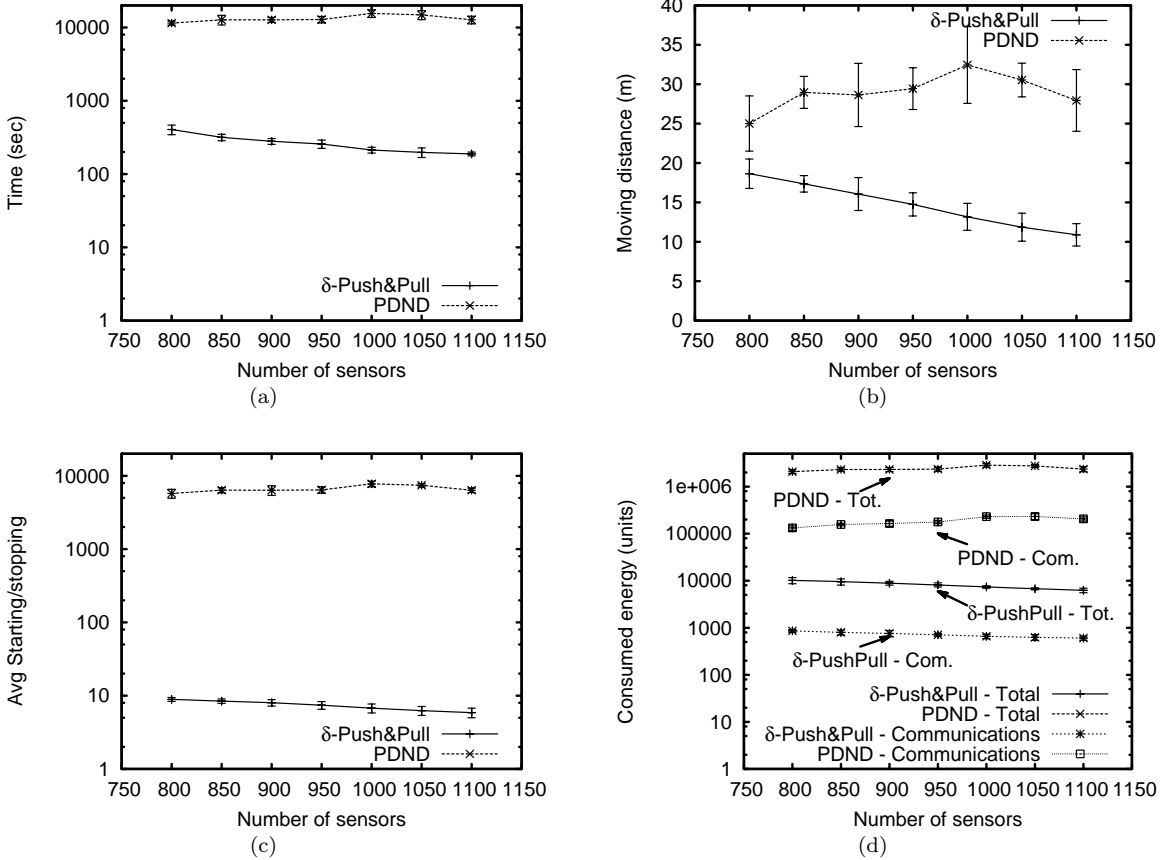 10000
1000
100
10
1
Time (sec)
δ-Push&Pull
PDND
750 800 850 900 950 1000 1050 1100 1150
Number of sensors
(a)
40
35
30
25
20
15
10
5
0
Moving distance (m)
δ-Push&Pull
PDND
750 800 850 900 950 1000 1050 1100 1150
Number of sensors
(b)
10000
1000
100
10
1
Avg Starting/stopping
δ-Push&Pull
PDND
750 800 850 900 950 1000 1050 1100 1150
Number of sensors
(c)
1e+006
100000
10000
1000
100
10
1
Consumed energy (units)
PDND - Tot.
PDND - Com.
δ-PushPull - Tot.
δ-PushPull - Com.
δ-Push&Pull - Total
PDND - Total
δ-Push&Pull - Communications
PDND - Communications
750 800 850 900 950 1000 1050 1100 1150
Number of sensors
(d)